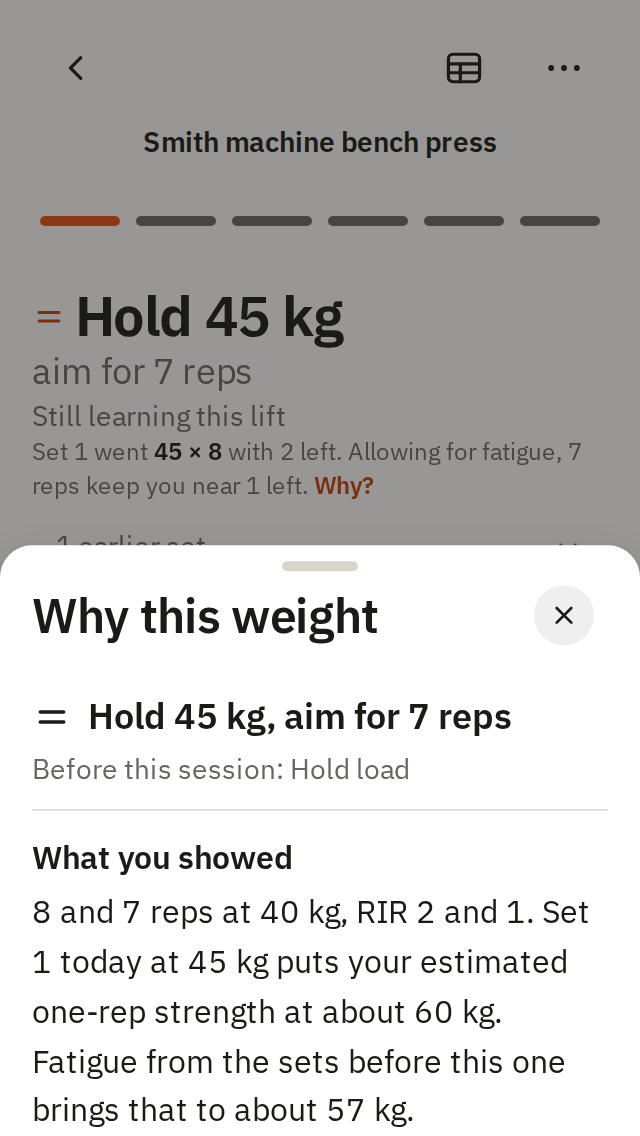 Smith machine bench press
= Hold 45 kg
aim for 7 reps
Still learning this lift
Set 1 went 45 × 8 with 2 left. Allowing for fatigue, 7
reps keep you near 1 left. Why?
1 earlier set
Why this weight
= Hold 45 kg, aim for 7 reps
Before this session: Hold load
What you showed
8 and 7 reps at 40 kg, RIR 2 and 1. Set
1 today at 45 kg puts your estimated
one-rep strength at about 60 kg.
Fatigue from the sets before this one
brings that to about 57 kg.